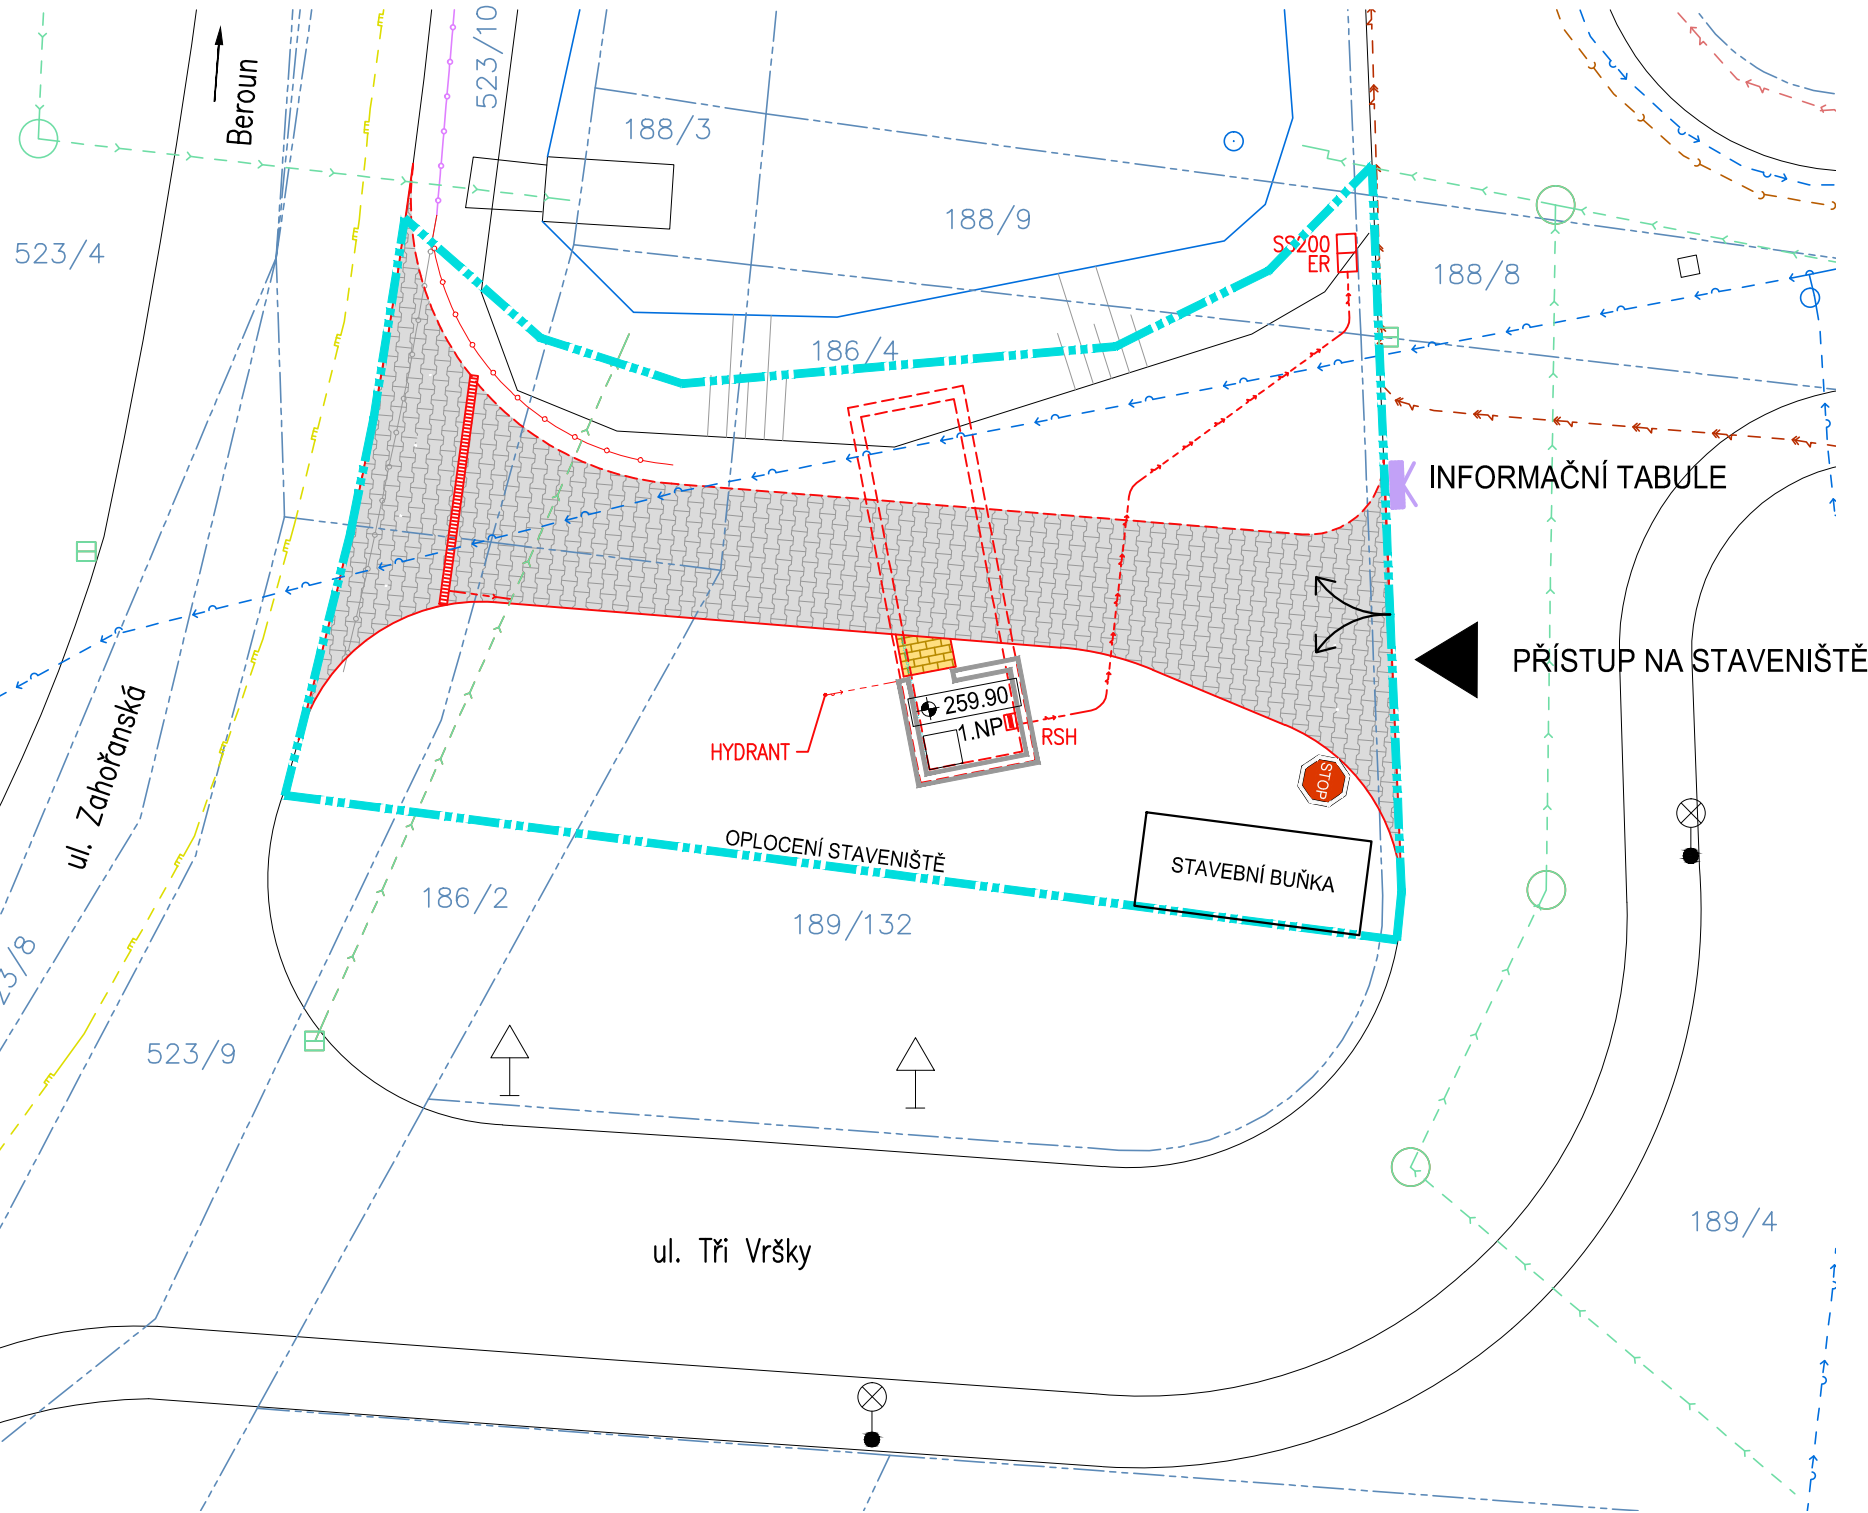 523/10
Beroun
188/3
188/9
523/4
SS200
ER
188/8
186/4
INFORMAČNÍ TABULE
PŘÍSTUP NA STAVENIŠTĚ
259.90
1.NP
RSH
HYDRANT
ul. Zahořanská
STOP
OPLOCENÍ STAVENIŠTĚ
STAVEBNÍ BUŇKA
186/2
189/132
23/8
523/9
189/4
ul. Tři Vršky